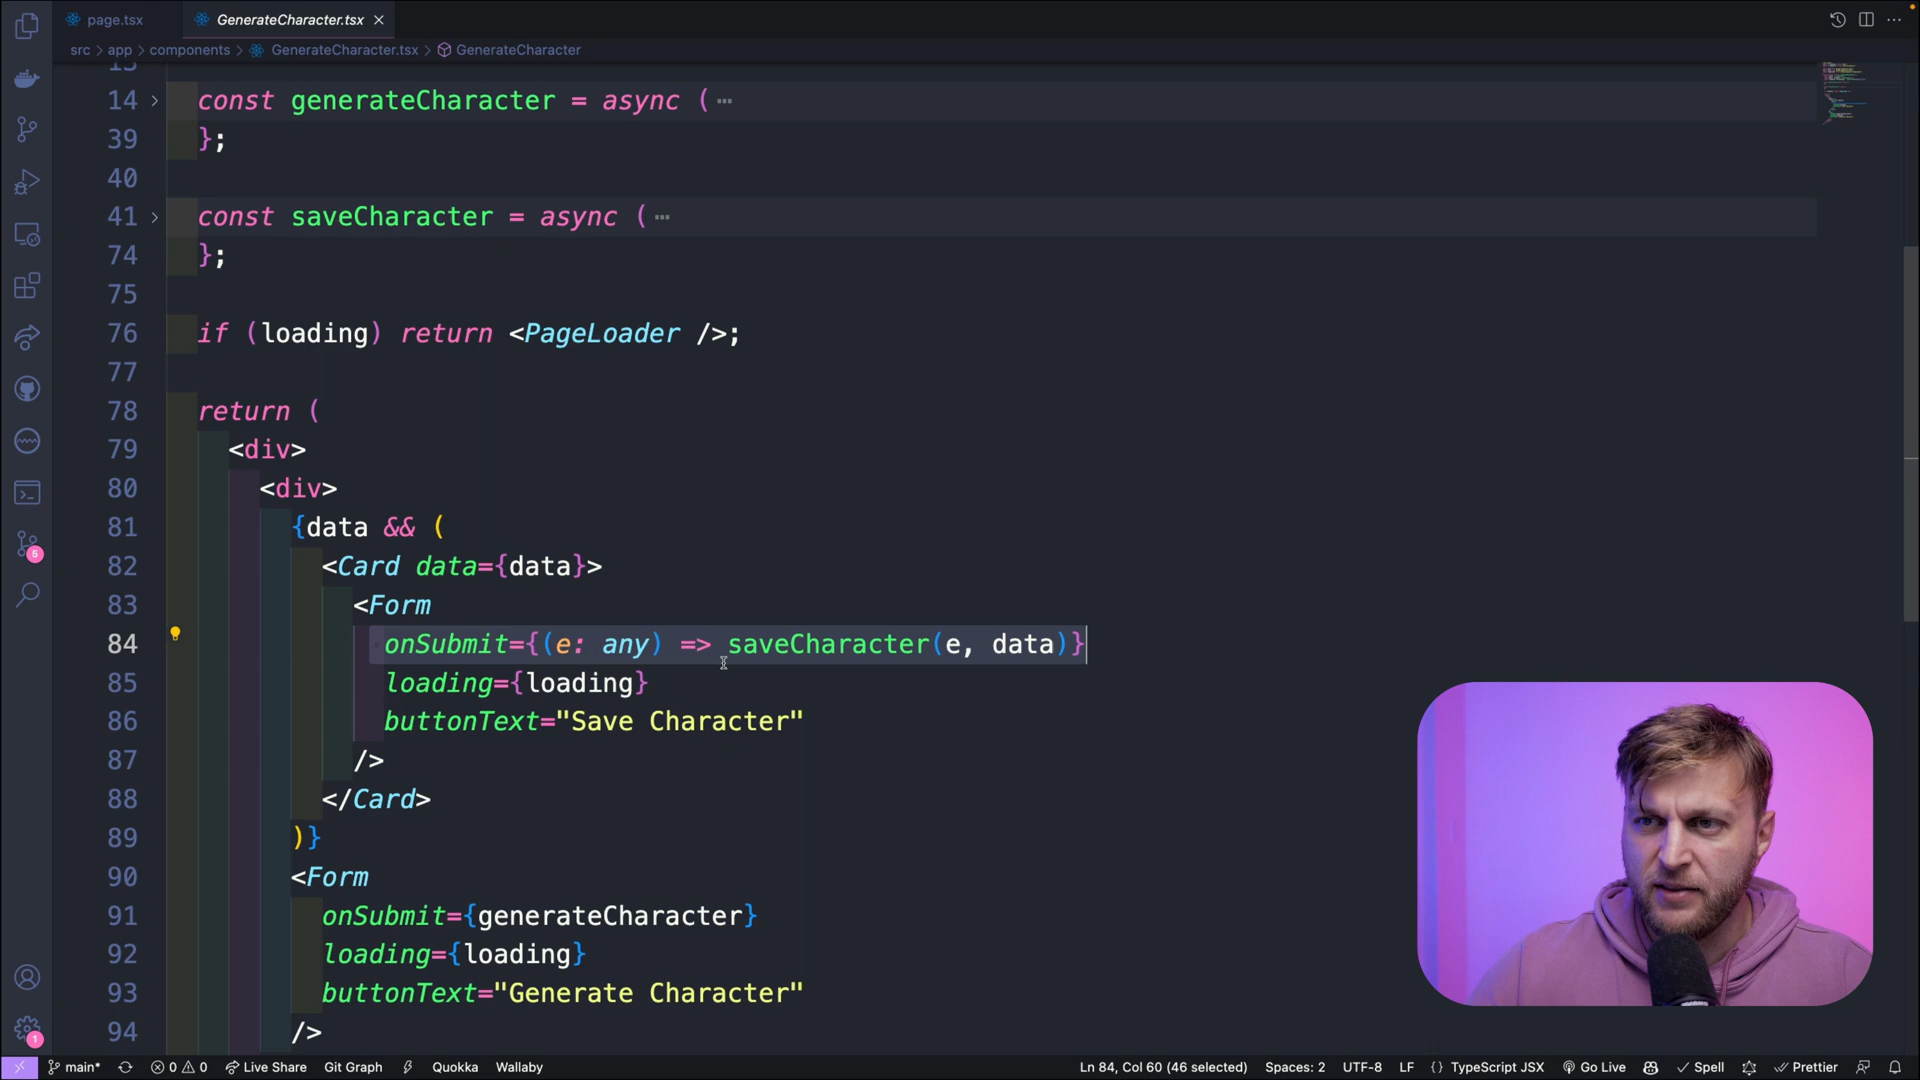 page.tsx
GenerateCharacter.tsx
src > app > components > GenerateCharacter.tsx > GenerateCharacter
14 const generateCharacter = async ( ⋯
39 };
40
41 const saveCharacter = async ( ⋯
74 };
75
76 if (loading) return <PageLoader />;
77
78 return (
79 <div>
80 <div>
81 {data && (
82 <Card data={data}>
83 <Form
84 onSubmit={(e: any) => saveCharacter(e, data)}
85 loading={loading}
86 buttonText="Save Character"
87 />
88 </Card>
89 )}
90 <Form
91 onSubmit={generateCharacter}
92 loading={loading}
93 buttonText="Generate Character"
94 />
5
1
main* 0 0 Live Share Git Graph Quokka Wallaby Ln 84, Col 60 (46 selected) Spaces: 2 UTF-8 LF {} TypeScript JSX Go Live Spell Prettier